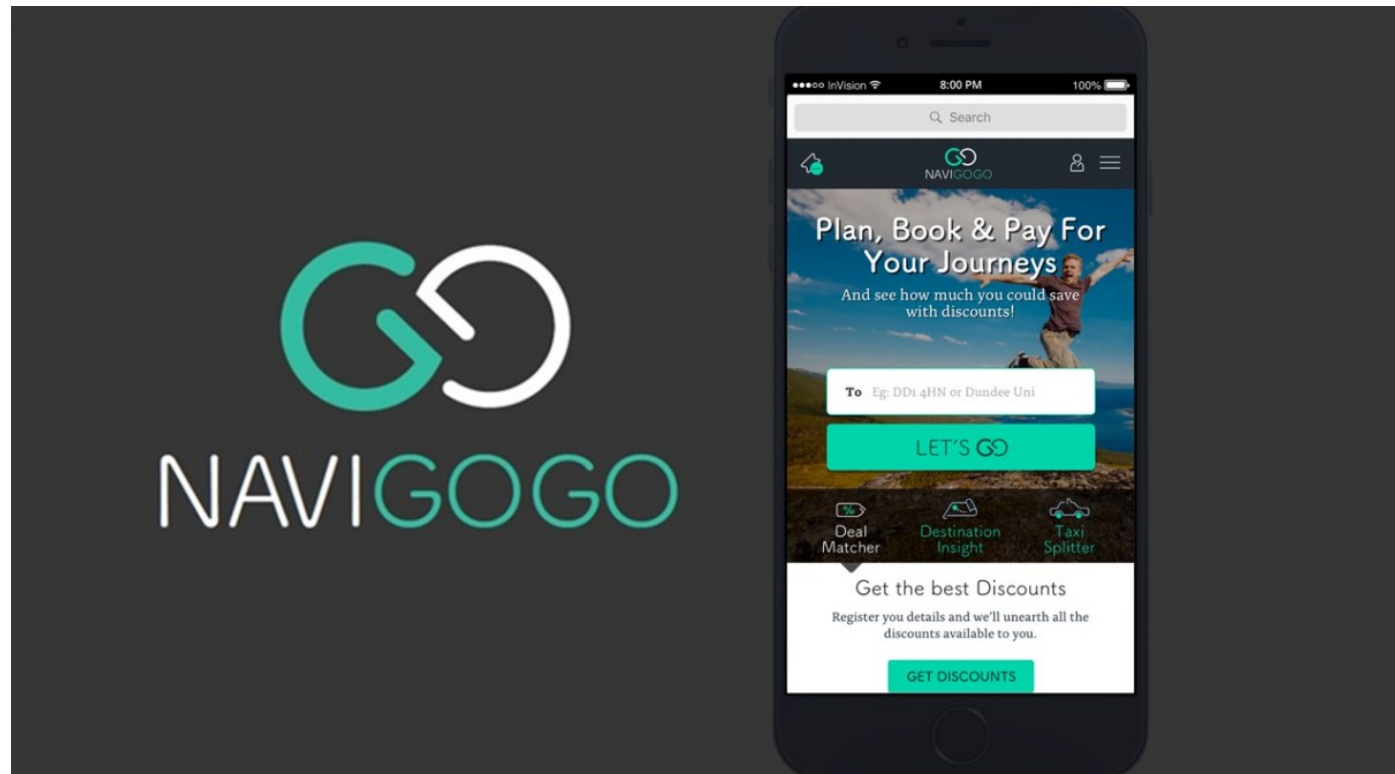 NAVIGOGO
InVision 8:00 PM 100%
Search
GO
NAVIGOGO
Plan, Book & Pay For
Your Journeys
And see how much you could save
with discounts!
To Eg: DD1 4HN or Dundee Uni
LET'S GO
Deal
Matcher
Destination
Insight
Taxi
Splitter
Get the best Discounts
Register you details and we'll unearth all the
discounts available to you.
GET DISCOUNTS